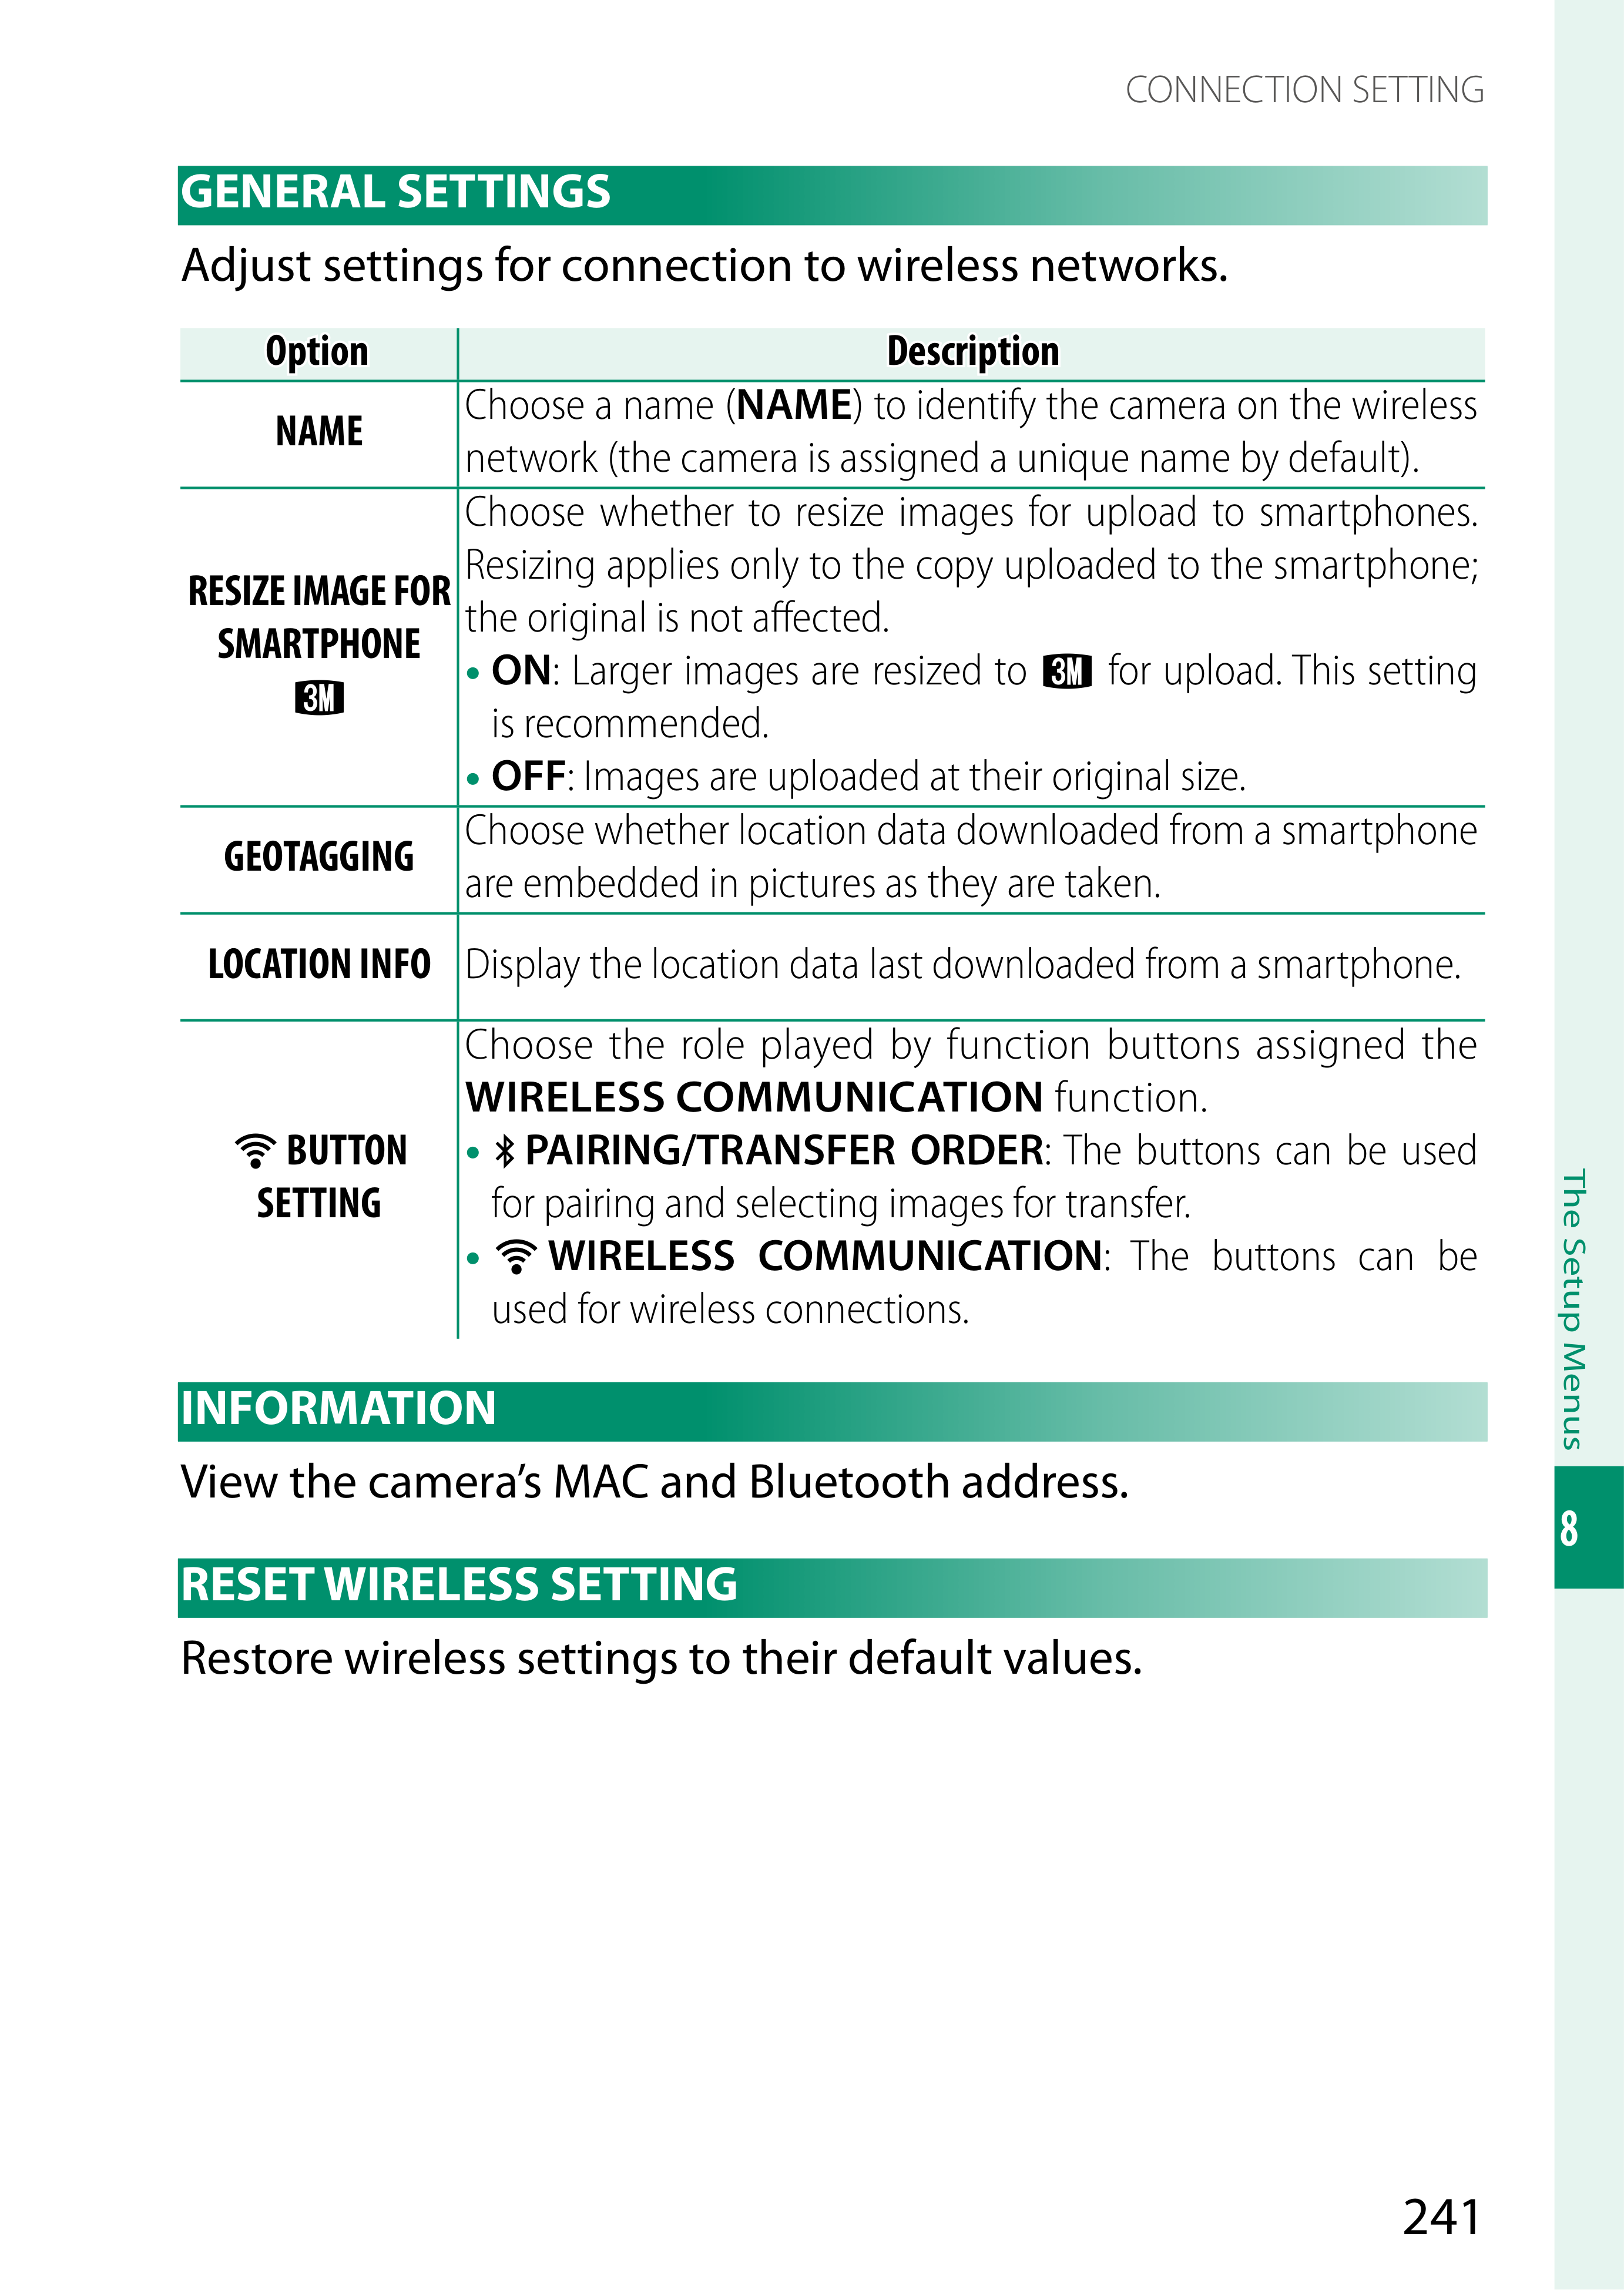 CONNECTION SETTING
GENERAL SETTINGS
Adjust settings for connection to wireless networks.
Option Description
NAME
Choose a name (NAME) to identify the camera on the wireless
network (the camera is assigned a unique name by default).
RESIZE IMAGE FOR
SMARTPHONE
3M
Choose whether to resize images for upload to smartphones.
Resizing applies only to the copy uploaded to the smartphone;
the original is not affected.
• ON: Larger images are resized to 3M for upload. This setting
is recommended.
• OFF: Images are uploaded at their original size.
GEOTAGGING
Choose whether location data downloaded from a smartphone
are embedded in pictures as they are taken.
LOCATION INFO
Display the location data last downloaded from a smartphone.
BUTTON
SETTING
Choose the role played by function buttons assigned the
WIRELESS COMMUNICATION function.
• PAIRING/TRANSFER ORDER: The buttons can be used
for pairing and selecting images for transfer.
• WIRELESS COMMUNICATION: The buttons can be
used for wireless connections.
INFORMATION
View the camera’s MAC and Bluetooth address.
RESET WIRELESS SETTING
Restore wireless settings to their default values.
The Setup Menus
8
241